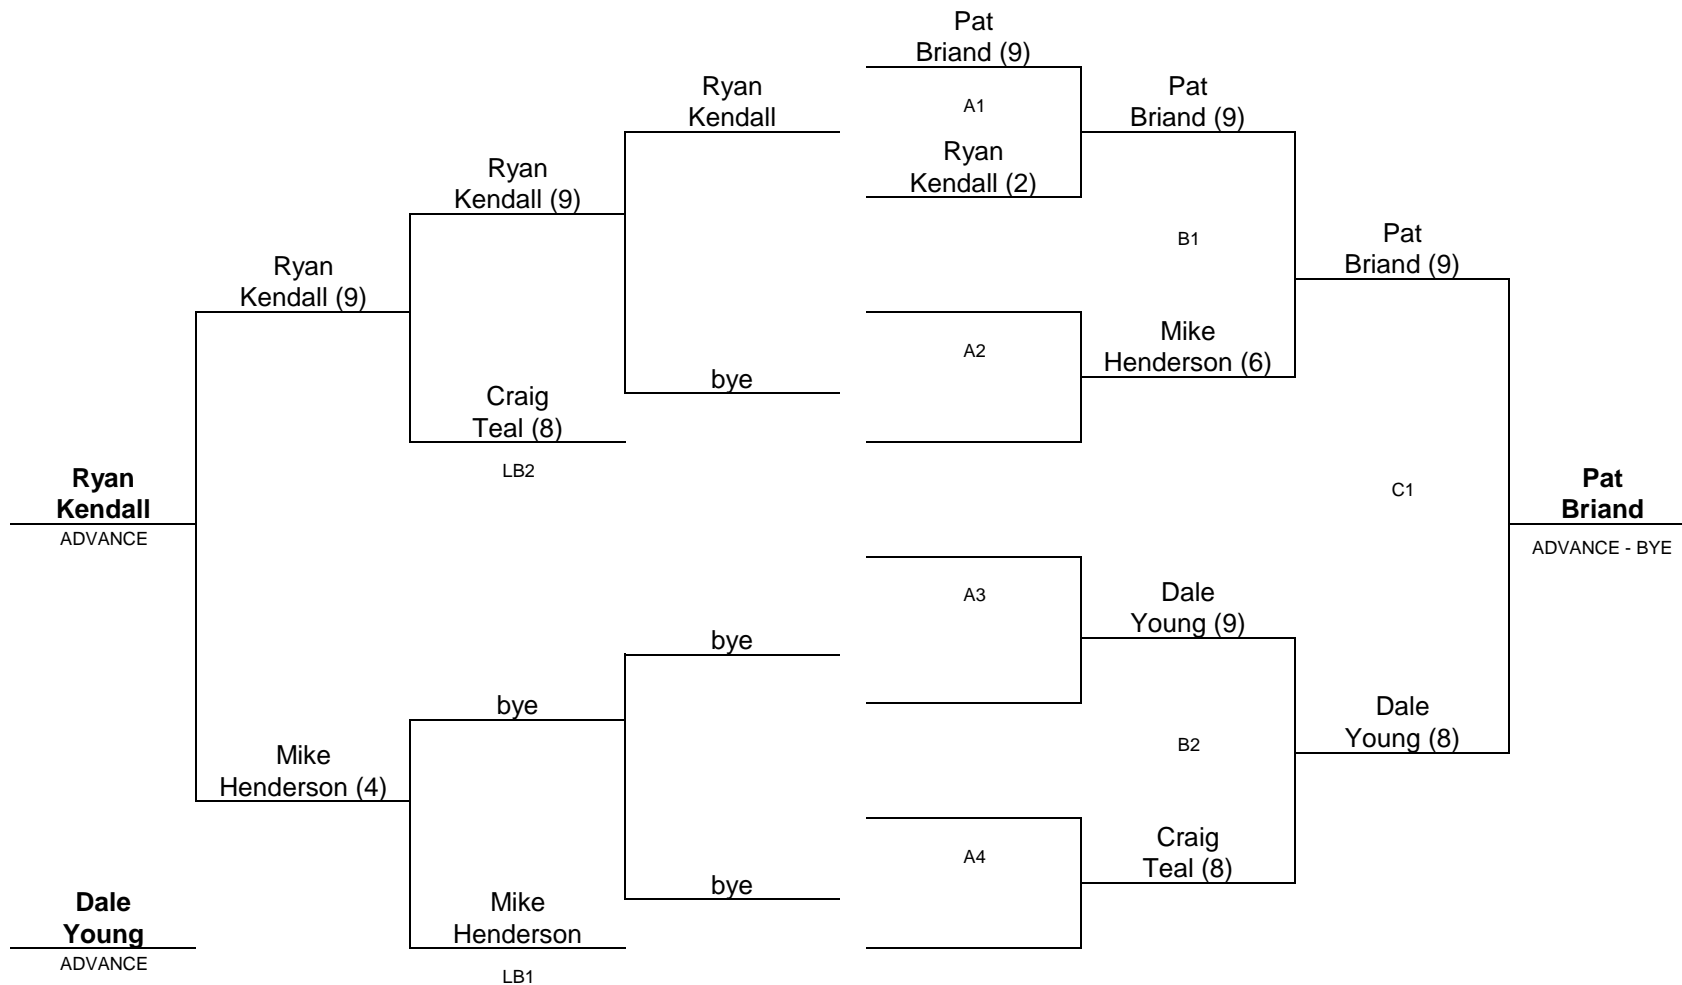 Pat
Briand (9)
Ryan
Kendall
A1
Pat
Briand (9)
Ryan
Kendall (2)
Ryan
Kendall (9)
B1
Pat
Briand (9)
Ryan
Kendall (9)
A2
Mike
Henderson (6)
bye
Craig
Teal (8)
LB2
Ryan
Kendall
ADVANCE
C1
Pat
Briand
ADVANCE - BYE
A3
Dale
Young (9)
bye
bye
B2
Dale
Young (8)
Mike
Henderson (4)
A4
Craig
Teal (8)
bye
Mike
Henderson
LB1
Dale
Young
ADVANCE